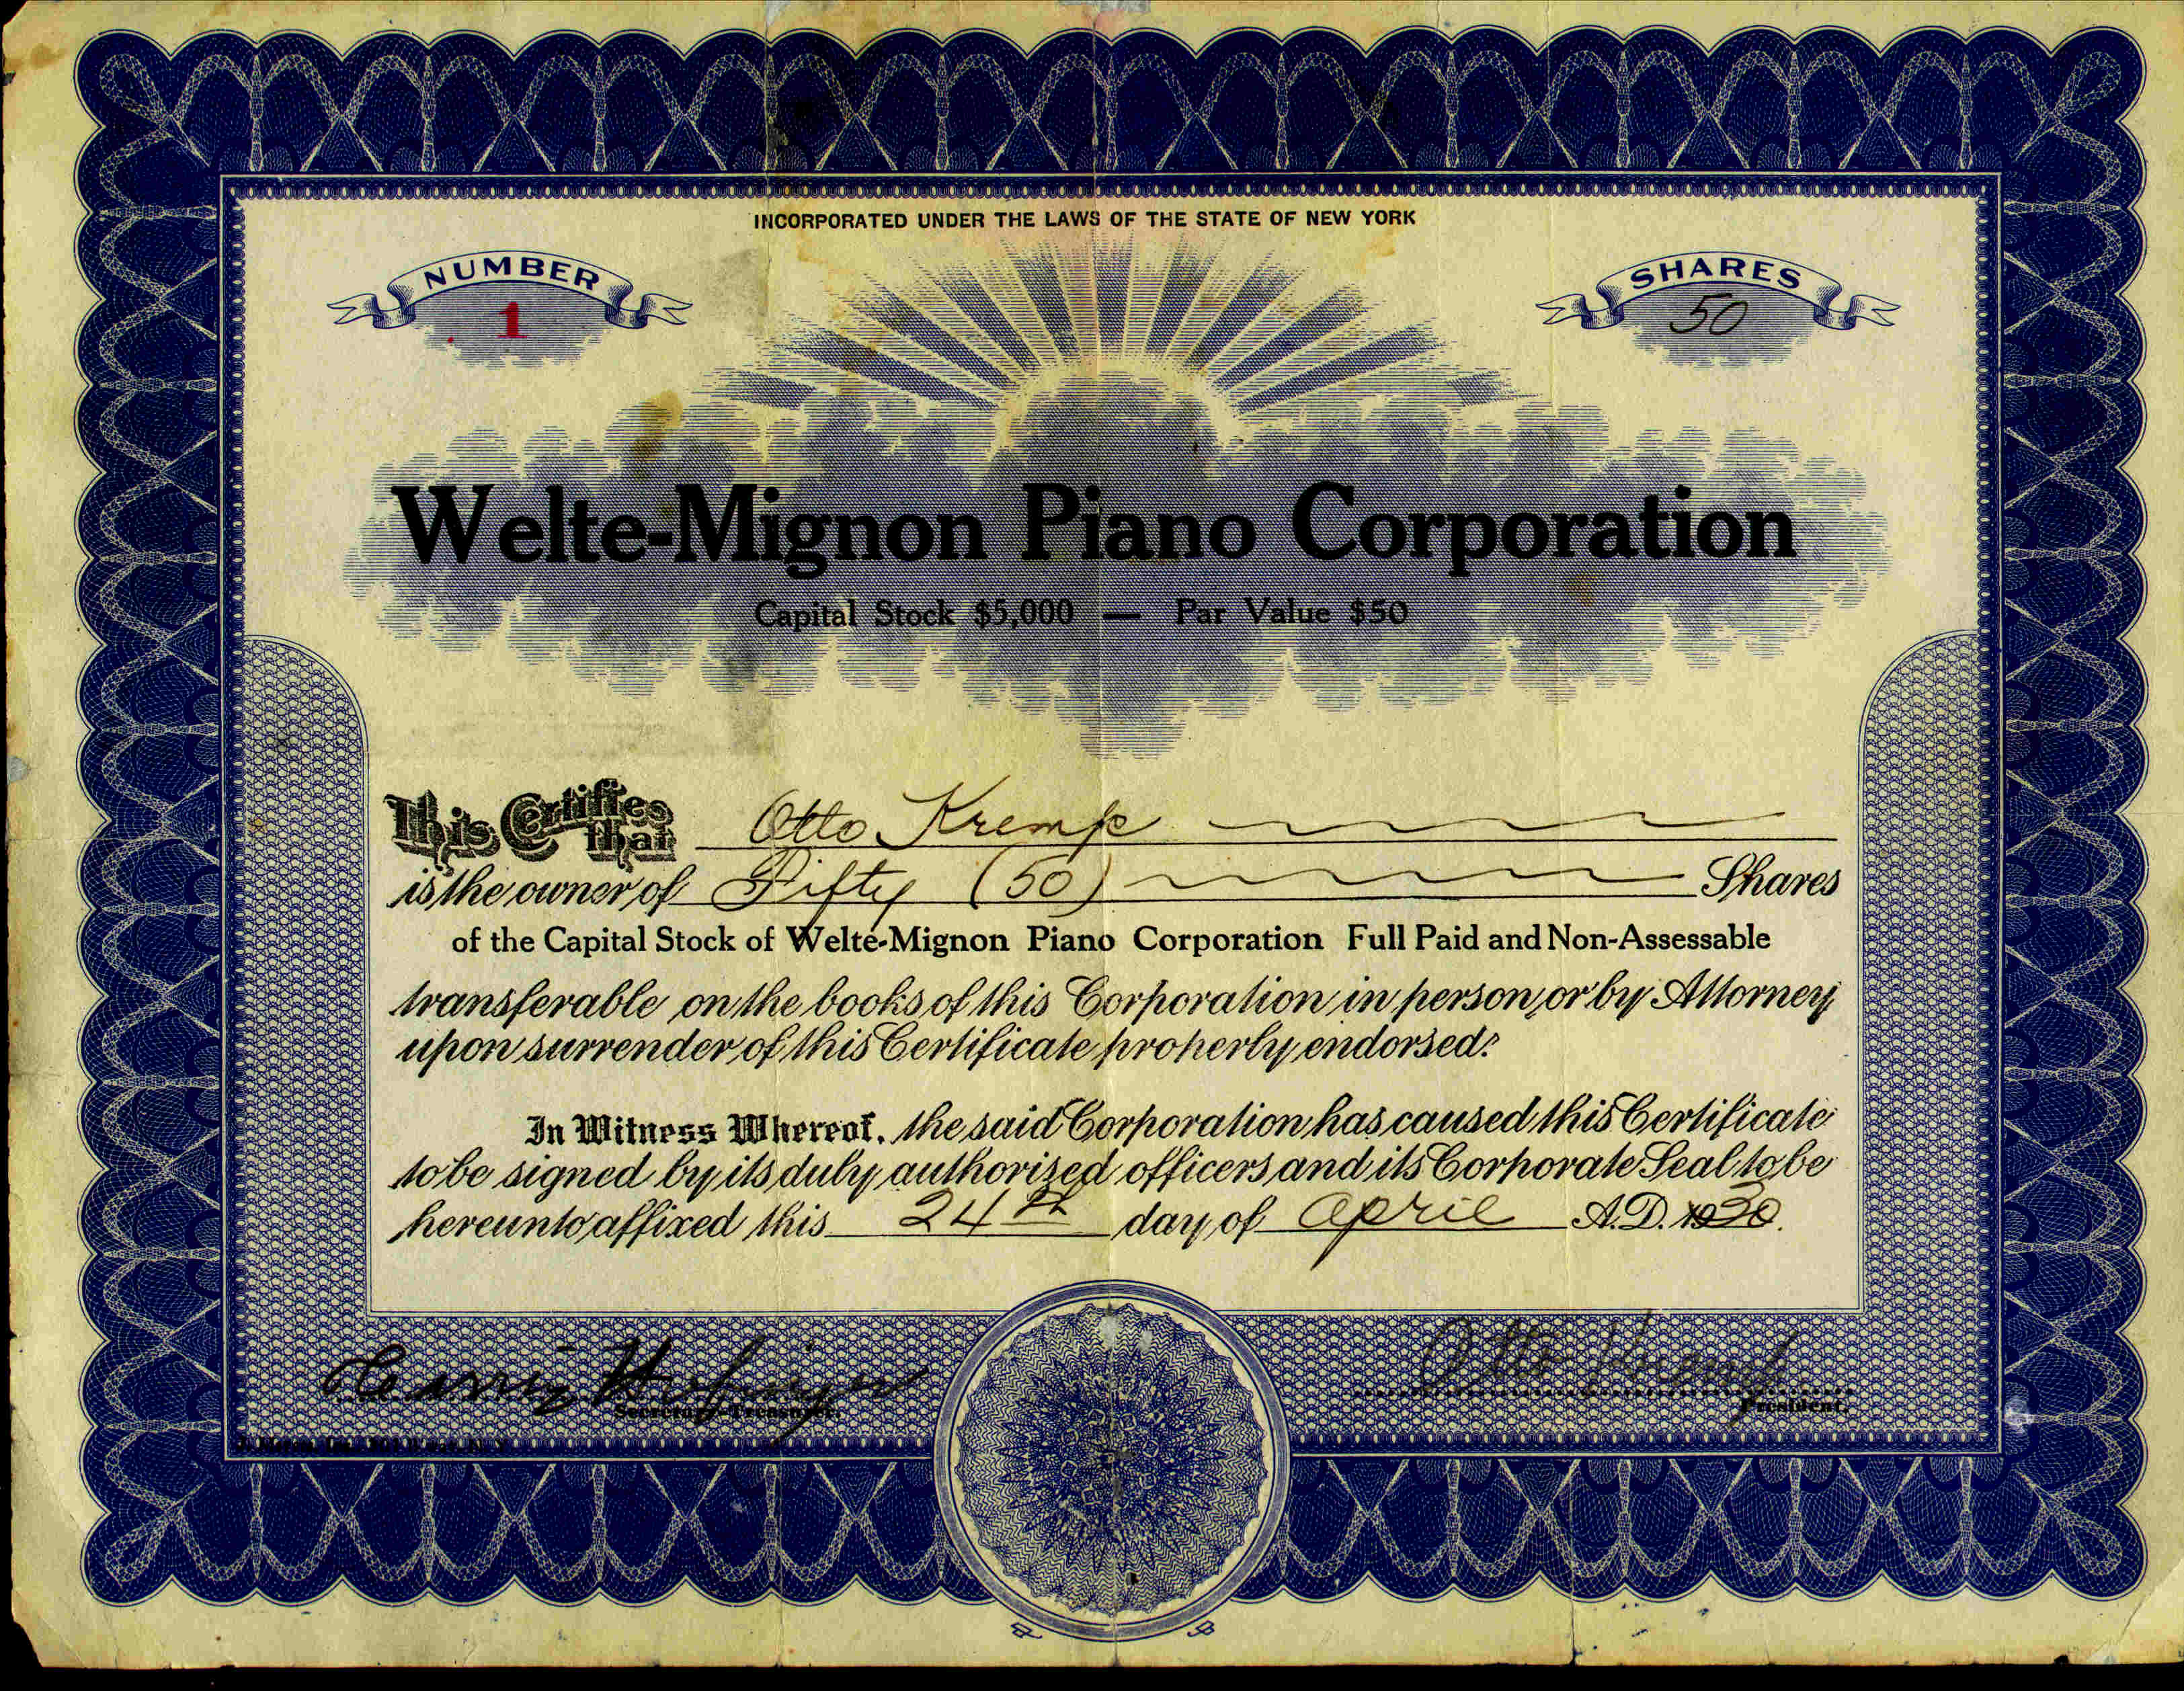 INCORPORATED UNDER THE LAWS OF THE STATE OF NEW YORK
NUMBER
1
SHARES
50
Welte-Mignon Piano Corporation
Capital Stock $5,000 — Par Value $50
This Certifies that Otto Kremp
is the owner of Fifty (50) Shares
of the Capital Stock of Welte-Mignon Piano Corporation Full Paid and Non-Assessable
transferable on the books of this Corporation in person or by Attorney
upon surrender of this Certificate properly endorsed.
In Witness Whereof, the said Corporation has caused this Certificate
to be signed by its duly authorized officers and its Corporate Seal to be
hereunto affixed this 24th day of April A.D. 1930.
Otto Kremp
Secretary-Treasurer.
President.